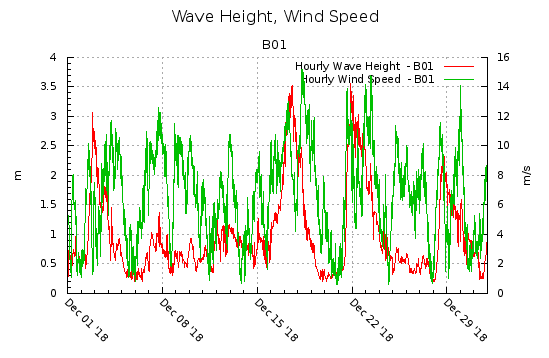 Wave Height, Wind Speed
B01
Hourly Wave Height - B01
Hourly Wind Speed - B01
4
3.5
3
2.5
2
1.5
1
0.5
0
m
16
14
12
10
8
6
4
2
0
m/s
Dec 01 '18
Dec 08 '18
Dec 15 '18
Dec 22 '18
Dec 29 '18